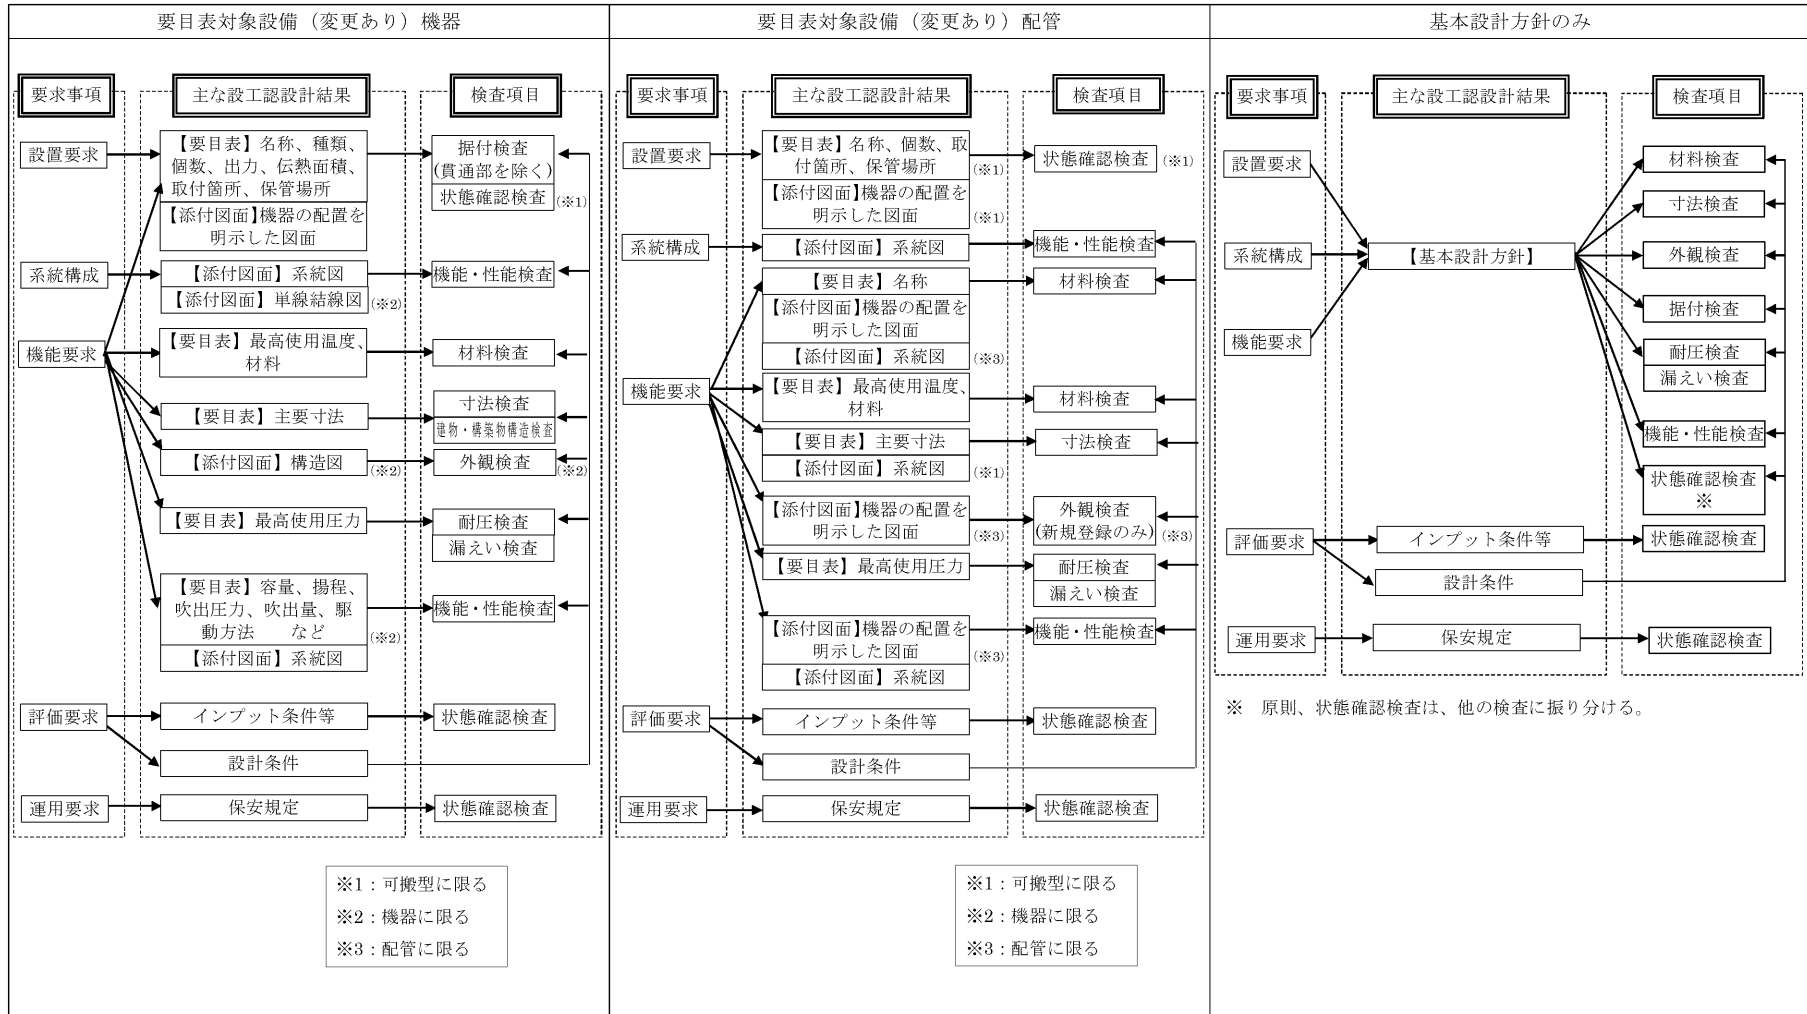 要目表対象設備（変更あり）機器
要求事項
主な設工認設計結果
検査項目
設置要求
【要目表】名称、種類、
個数、出力、伝熱面積、
取付箇所、保管場所
【添付図面】機器の配置を
明示した図面
据付検査
(貫通部を除く)
状態確認検査
(※1)
系統構成
【添付図面】系統図
【添付図面】単線結線図
(※2)
機能・性能検査
機能要求
【要目表】最高使用温度、
材料
材料検査
【要目表】主要寸法
寸法検査
建物・構築物構造検査
【添付図面】構造図
(※2)
外観検査
(※2)
【要目表】最高使用圧力
耐圧検査
漏えい検査
【要目表】容量、揚程、
吹出圧力、吹出量、駆
動方法　　など
(※2)
【添付図面】系統図
機能・性能検査
評価要求
インプット条件等
状態確認検査
設計条件
運用要求
保安規定
状態確認検査
※1：可搬型に限る
※2：機器に限る
※3：配管に限る
要目表対象設備（変更あり）配管
要求事項
主な設工認設計結果
検査項目
設置要求
【要目表】名称、個数、取
付箇所、保管場所
(※1)
【添付図面】機器の配置を
明示した図面
(※1)
状態確認検査
(※1)
系統構成
【添付図面】系統図
機能・性能検査
【要目表】名称
【添付図面】機器の配置を
明示した図面
【添付図面】系統図
(※3)
材料検査
機能要求
【要目表】最高使用温度、
材料
材料検査
【要目表】主要寸法
【添付図面】系統図
(※1)
寸法検査
【添付図面】機器の配置を
明示した図面
(※3)
外観検査
(新規登録のみ)
(※3)
【要目表】最高使用圧力
耐圧検査
漏えい検査
【添付図面】機器の配置を
明示した図面
(※3)
【添付図面】系統図
機能・性能検査
評価要求
インプット条件等
状態確認検査
設計条件
運用要求
保安規定
状態確認検査
※1：可搬型に限る
※2：機器に限る
※3：配管に限る
基本設計方針のみ
要求事項
主な設工認設計結果
検査項目
設置要求
系統構成
機能要求
【基本設計方針】
材料検査
寸法検査
外観検査
据付検査
耐圧検査
漏えい検査
機能・性能検査
状態確認検査
※
評価要求
インプット条件等
状態確認検査
設計条件
運用要求
保安規定
状態確認検査
※　原則、状態確認検査は、他の検査に振り分ける。